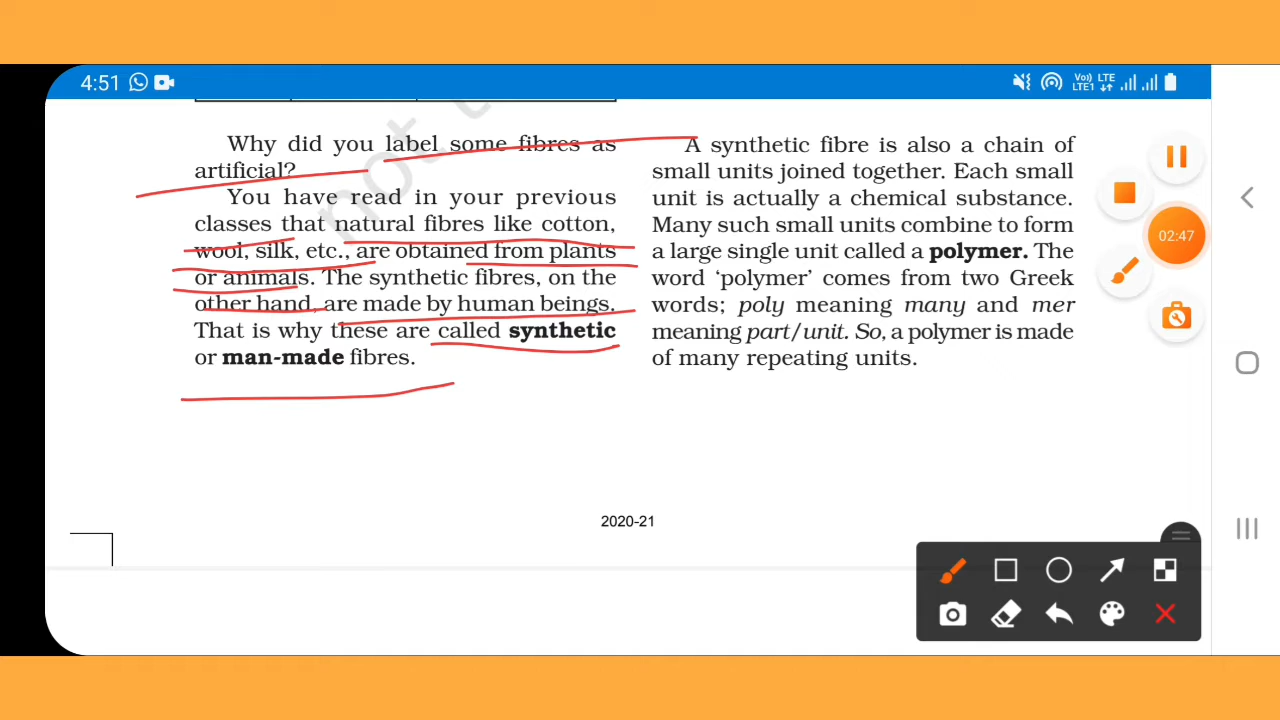 4:51
Vo) LTE
LTE1
not
Why did you label some fibres as
artificial?
You have read in your previous
classes that natural fibres like cotton,
wool, silk, etc., are obtained from plants
or animals. The synthetic fibres, on the
other hand, are made by human beings.
That is why these are called synthetic
or man-made fibres.
A synthetic fibre is also a chain of
small units joined together. Each small
unit is actually a chemical substance.
Many such small units combine to form
a large single unit called a polymer. The
word ‘polymer’ comes from two Greek
words; poly meaning many and mer
meaning part/unit. So, a polymer is made
of many repeating units.
02:47
2020-21